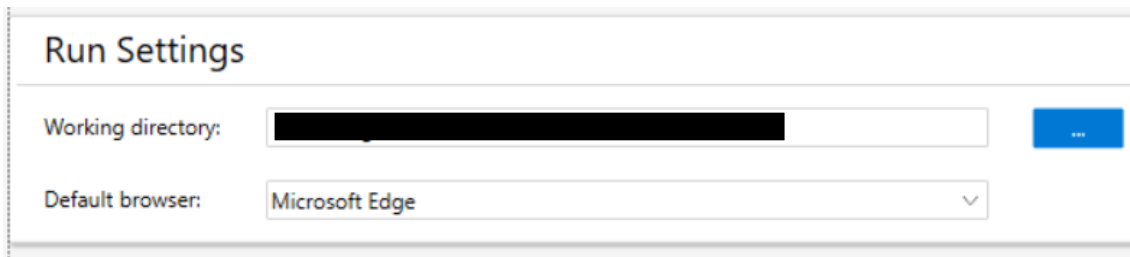 Run Settings
Working directory:
...
Default browser:
Microsoft Edge